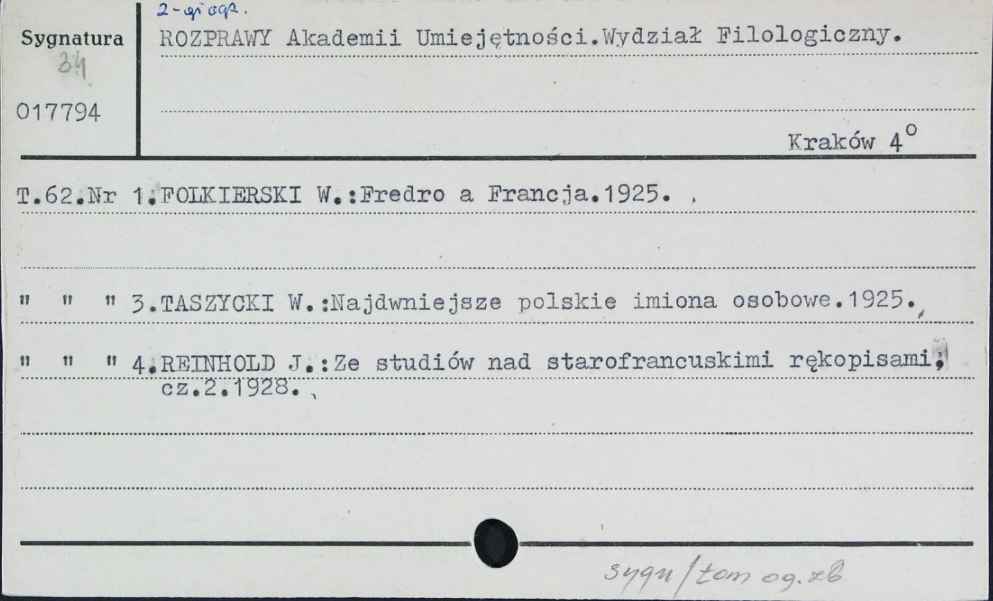 2-gi egz.
Sygnatura ROZPRAWY Akademii Umiejętności.Wydział Filologiczny.
34
017794
Kraków 4°
T.62.Nr 1.FOLKIERSKI W.:Fredro a Francja.1925.
" " " 3.TASZYCKI W.:Najdwniejsze polskie imiona osobowe.1925.
" " " 4.REINHOLD J.:Ze studiów nad starofrancuskimi rękopisami,
cz.2.1928.
sygn/tom og. zb